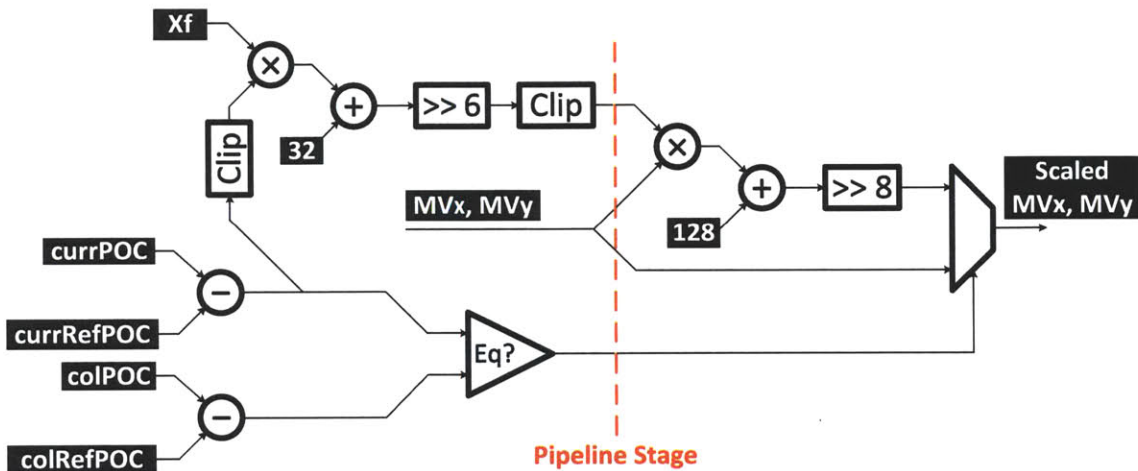 Xf
×
+
>> 6
Clip
32
Clip
×
+
>> 8
128
MVx, MVy
Scaled
MVx, MVy
currPOC
−
currRefPOC
Eq?
colPOC
−
colRefPOC
Pipeline Stage